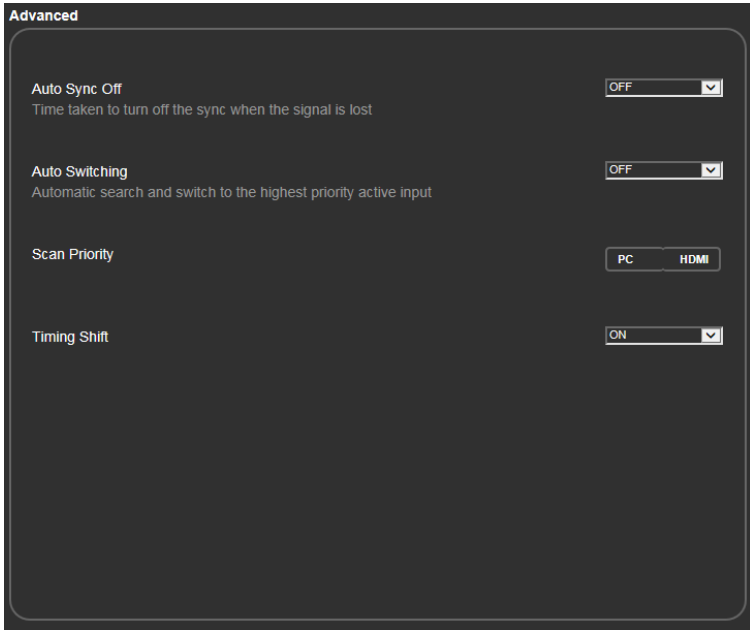 Advanced
Auto Sync Off OFF
Time taken to turn off the sync when the signal is lost
Auto Switching OFF
Automatic search and switch to the highest priority active input
Scan Priority PC HDMI
Timing Shift ON